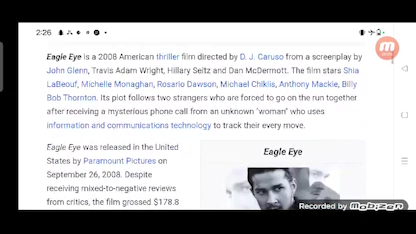 2:26
Eagle Eye is a 2008 American thriller film directed by D. J. Caruso from a screenplay by
John Glenn, Travis Adam Wright, Hillary Seitz and Dan McDermott. The film stars Shia
LaBeouf, Michelle Monaghan, Rosario Dawson, Michael Chiklis, Anthony Mackie, Billy
Bob Thornton. Its plot follows two strangers who are forced to go on the run together
after receiving a mysterious phone call from an unknown "woman" who uses
information and communications technology to track their every move.
Eagle Eye was released in the United
States by Paramount Pictures on
September 26, 2008. Despite
receiving mixed-to-negative reviews
from critics, the film grossed $178.8
Eagle Eye
Recorded by Mobizen